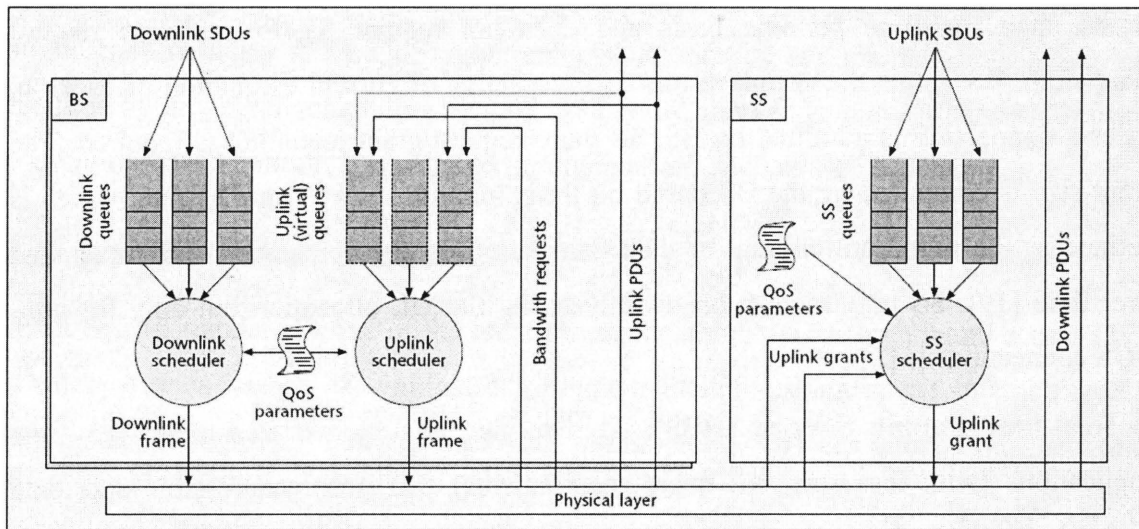 Downlink SDUs
Uplink SDUs
BS
SS
Downlink
queues
Uplink
(virtual)
queues
Bandwith requests
Uplink PDUs
SS
queues
Downlink PDUs
QoS
parameters
Downlink
scheduler
Uplink
scheduler
QoS
parameters
Uplink grants
SS
scheduler
Downlink
frame
Uplink
frame
Uplink
grant
Physical layer